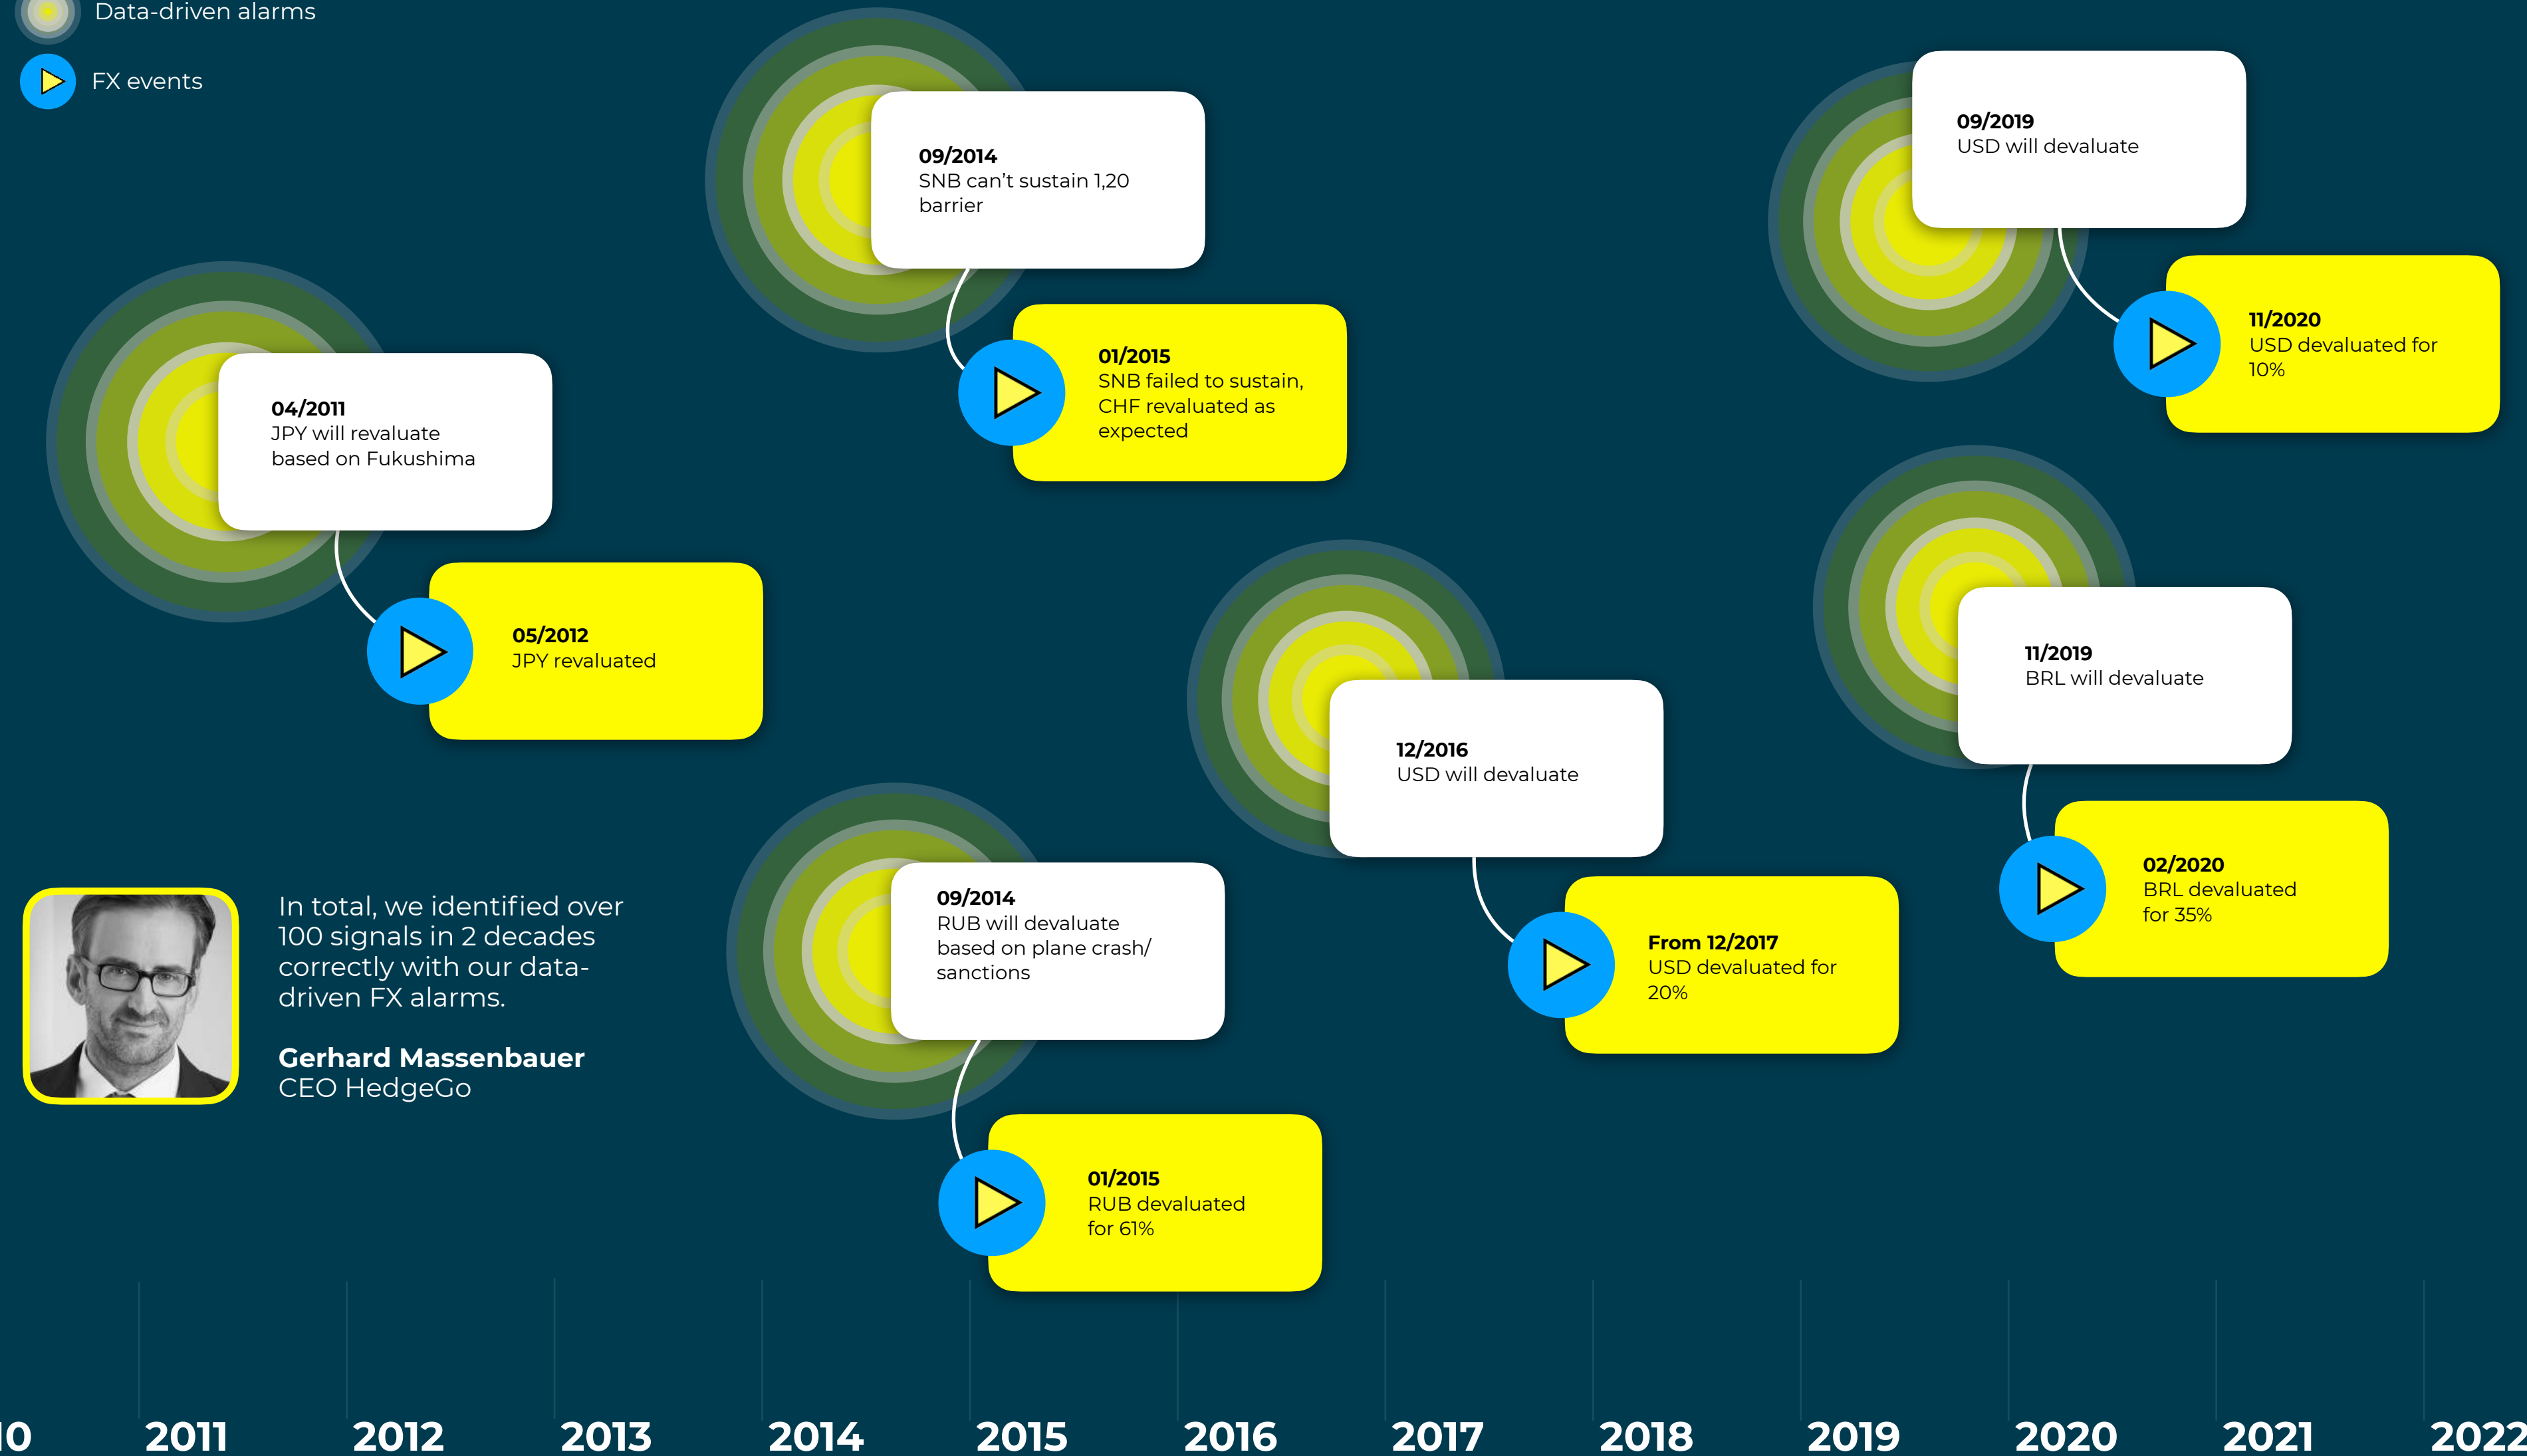 Data-driven alarms
FX events
09/2014
SNB can’t sustain 1,20
barrier
01/2015
SNB failed to sustain,
CHF revaluated as
expected
09/2019
USD will devaluate
11/2020
USD devaluated for
10%
04/2011
JPY will revaluate
based on Fukushima
05/2012
JPY revaluated
12/2016
USD will devaluate
From 12/2017
USD devaluated for
20%
11/2019
BRL will devaluate
02/2020
BRL devaluated
for 35%
09/2014
RUB will devaluate
based on plane crash/
sanctions
01/2015
RUB devaluated
for 61%
In total, we identified over
100 signals in 2 decades
correctly with our data-
driven FX alarms.
Gerhard Massenbauer
CEO HedgeGo
10 2011 2012 2013 2014 2015 2016 2017 2018 2019 2020 2021 2022